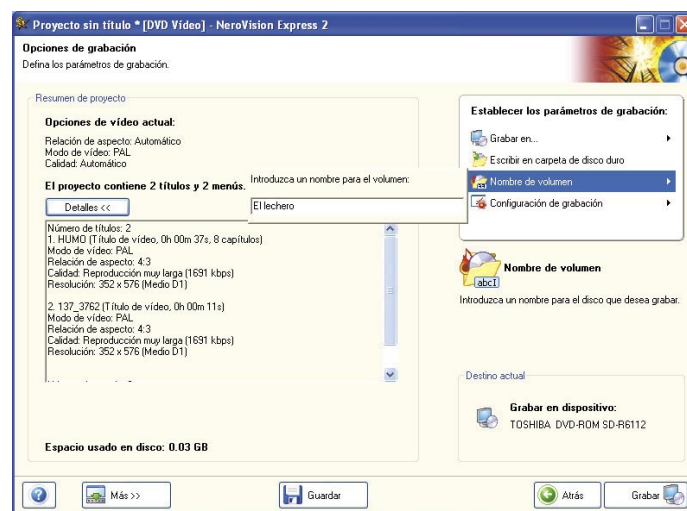 Proyecto sin título * [DVD Vídeo] - NeroVision Express 2
Opciones de grabación
Defina los parámetros de grabación.
Resumen de proyecto
Opciones de vídeo actual:
Relación de aspecto: Automático
Modo de vídeo: PAL
Calidad: Automático
El proyecto contiene 2 títulos y 2 menús.
Detalles <<
Número de títulos: 2
1. HUMO (Título de vídeo, 0h 00m 37s, 8 capítulos)
Modo de vídeo: PAL
Relación de aspecto: 4:3
Calidad: Reproducción muy larga (1691 kbps)
Resolución: 352 x 576 (Medio D1)
2. 137_3762 (Título de vídeo, 0h 00m 11s)
Modo de vídeo: PAL
Relación de aspecto: 4:3
Calidad: Reproducción muy larga (1691 kbps)
Resolución: 352 x 576 (Medio D1)
Espacio usado en disco: 0.03 GB
Introduzca un nombre para el volumen:
El lechero
Establecer los parámetros de grabación:
Grabar en...
Escribir en carpeta de disco duro
Nombre de volumen
Configuración de grabación
Nombre de volumen
abcI
Introduzca un nombre para el disco que desea grabar.
Destino actual
Grabar en dispositivo:
TOSHIBA DVD-ROM SD-R6112
Más >>
Guardar
Atrás
Grabar